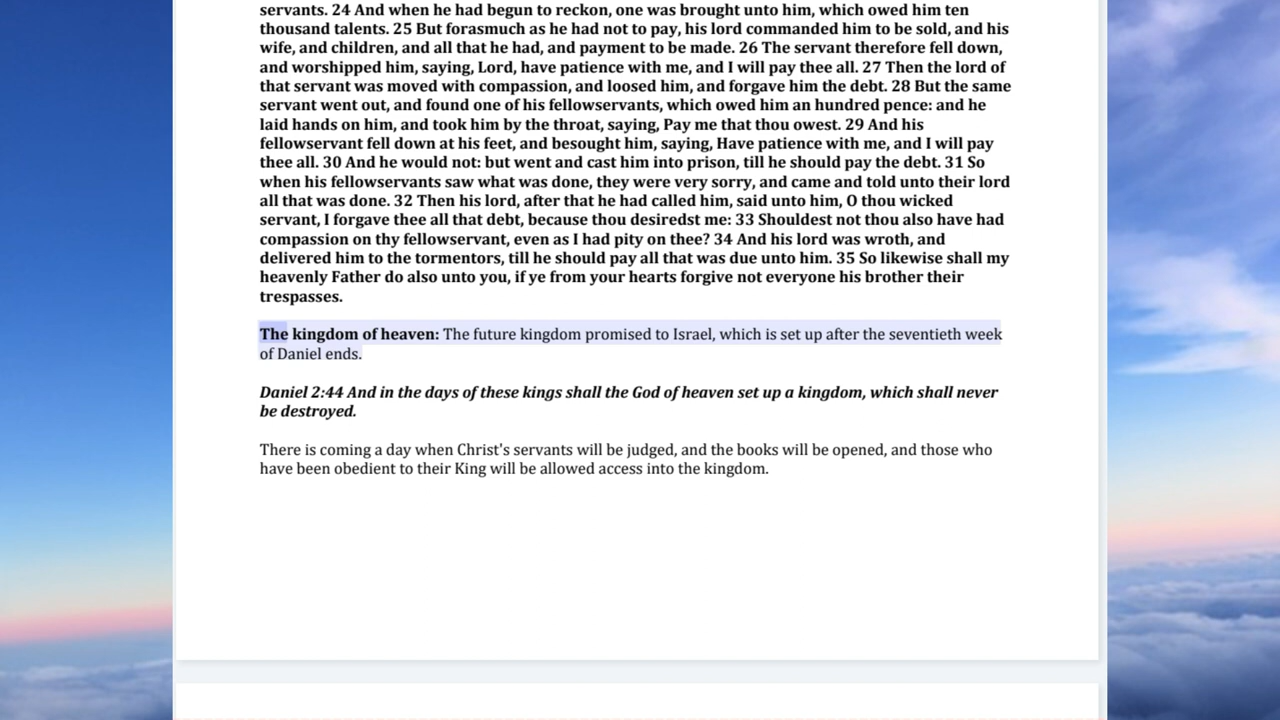 servants. 24 And when he had begun to reckon, one was brought unto him, which owed him ten
thousand talents. 25 But forasmuch as he had not to pay, his lord commanded him to be sold, and his
wife, and children, and all that he had, and payment to be made. 26 The servant therefore fell down,
and worshipped him, saying, Lord, have patience with me, and I will pay thee all. 27 Then the lord of
that servant was moved with compassion, and loosed him, and forgave him the debt. 28 But the same
servant went out, and found one of his fellowservants, which owed him an hundred pence: and he
laid hands on him, and took him by the throat, saying, Pay me that thou owest. 29 And his
fellowservant fell down at his feet, and besought him, saying, Have patience with me, and I will pay
thee all. 30 And he would not: but went and cast him into prison, till he should pay the debt. 31 So
when his fellowservants saw what was done, they were very sorry, and came and told unto their lord
all that was done. 32 Then his lord, after that he had called him, said unto him, O thou wicked
servant, I forgave thee all that debt, because thou desiredst me: 33 Shouldest not thou also have had
compassion on thy fellowservant, even as I had pity on thee? 34 And his lord was wroth, and
delivered him to the tormentors, till he should pay all that was due unto him. 35 So likewise shall my
heavenly Father do also unto you, if ye from your hearts forgive not everyone his brother their
trespasses.
The kingdom of heaven: The future kingdom promised to Israel, which is set up after the seventieth week
of Daniel ends.
Daniel 2:44 And in the days of these kings shall the God of heaven set up a kingdom, which shall never
be destroyed.
There is coming a day when Christ's servants will be judged, and the books will be opened, and those who
have been obedient to their King will be allowed access into the kingdom.